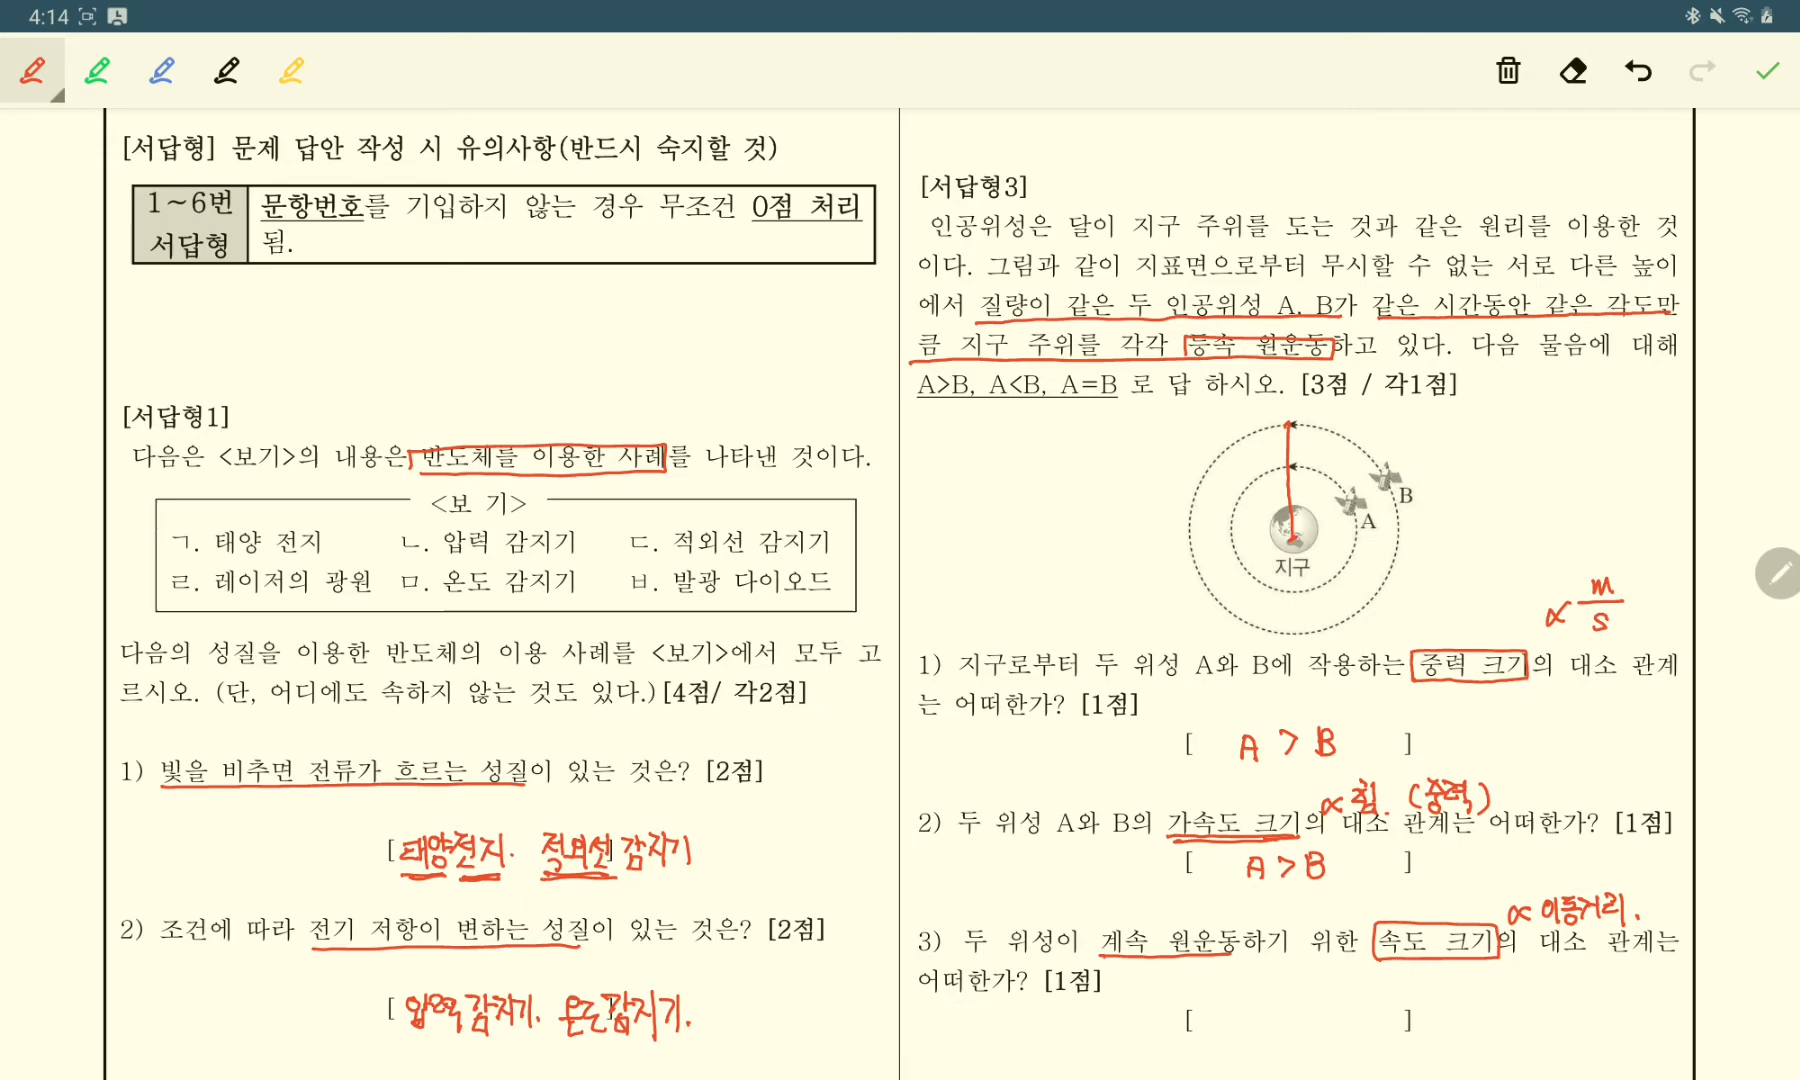 4:14
[서답형] 문제 답안 작성 시 유의사항(반드시 숙지할 것)
1~6번 서답형
문항번호를 기입하지 않는 경우 무조건 0점 처리
됨.
[서답형1]
다음은 <보기>의 내용은 반도체를 이용한 사례를 나타낸 것이다.
<보 기>
ㄱ. 태양 전지 ㄴ. 압력 감지기 ㄷ. 적외선 감지기
ㄹ. 레이저의 광원 ㅁ. 온도 감지기 ㅂ. 발광 다이오드
다음의 성질을 이용한 반도체의 이용 사례를 <보기>에서 모두 고
르시오. (단, 어디에도 속하지 않는 것도 있다.)[4점/ 각2점]
1) 빛을 비추면 전류가 흐르는 성질이 있는 것은? [2점]
[태양전지. 적외선 감지기]
2) 조건에 따라 전기 저항이 변하는 성질이 있는 것은? [2점]
[압력 감지기. 온도 감지기.]
[서답형3]
인공위성은 달이 지구 주위를 도는 것과 같은 원리를 이용한 것
이다. 그림과 같이 지표면으로부터 무시할 수 없는 서로 다른 높이
에서 질량이 같은 두 인공위성 A, B가 같은 시간동안 같은 각도만
큼 지구 주위를 각각 등속 원운동하고 있다. 다음 물음에 대해
A>B, A<B, A=B 로 답 하시오. [3점 / 각1점]
B
A
지구
∝ m/s
1) 지구로부터 두 위성 A와 B에 작용하는 중력 크기의 대소 관계
는 어떠한가? [1점]
[ A > B ]
∝ 힘. (중력)
2) 두 위성 A와 B의 가속도 크기의 대소 관계는 어떠한가? [1점]
[ A > B ]
∝ 이동거리.
3) 두 위성이 계속 원운동하기 위한 속도 크기의 대소 관계는
어떠한가? [1점]
[ ]